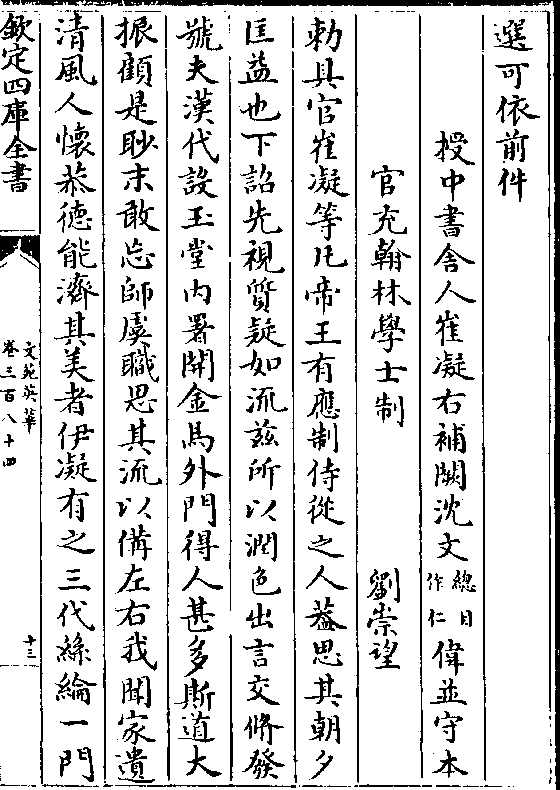 選可依前件
授中書舍人崔凝右補闕沈文總目作仁偉並守本
官充翰林學士制
劉崇望
勅具官崔凝等凡帝王有應制侍從之人葢思其朝夕
匡益也下詔先視質疑如流兹所以潤色出言交脩發
號夫漢代設玉堂內署開金馬外門得人甚多斯道大
振顧是眇末敢忘師虞職思其流以備左右我聞家遺
清風人懷恭德能濟其美者伊凝有之三代絲綸一門
欽定四庫全書
文苑英華
卷三百八十四
十三